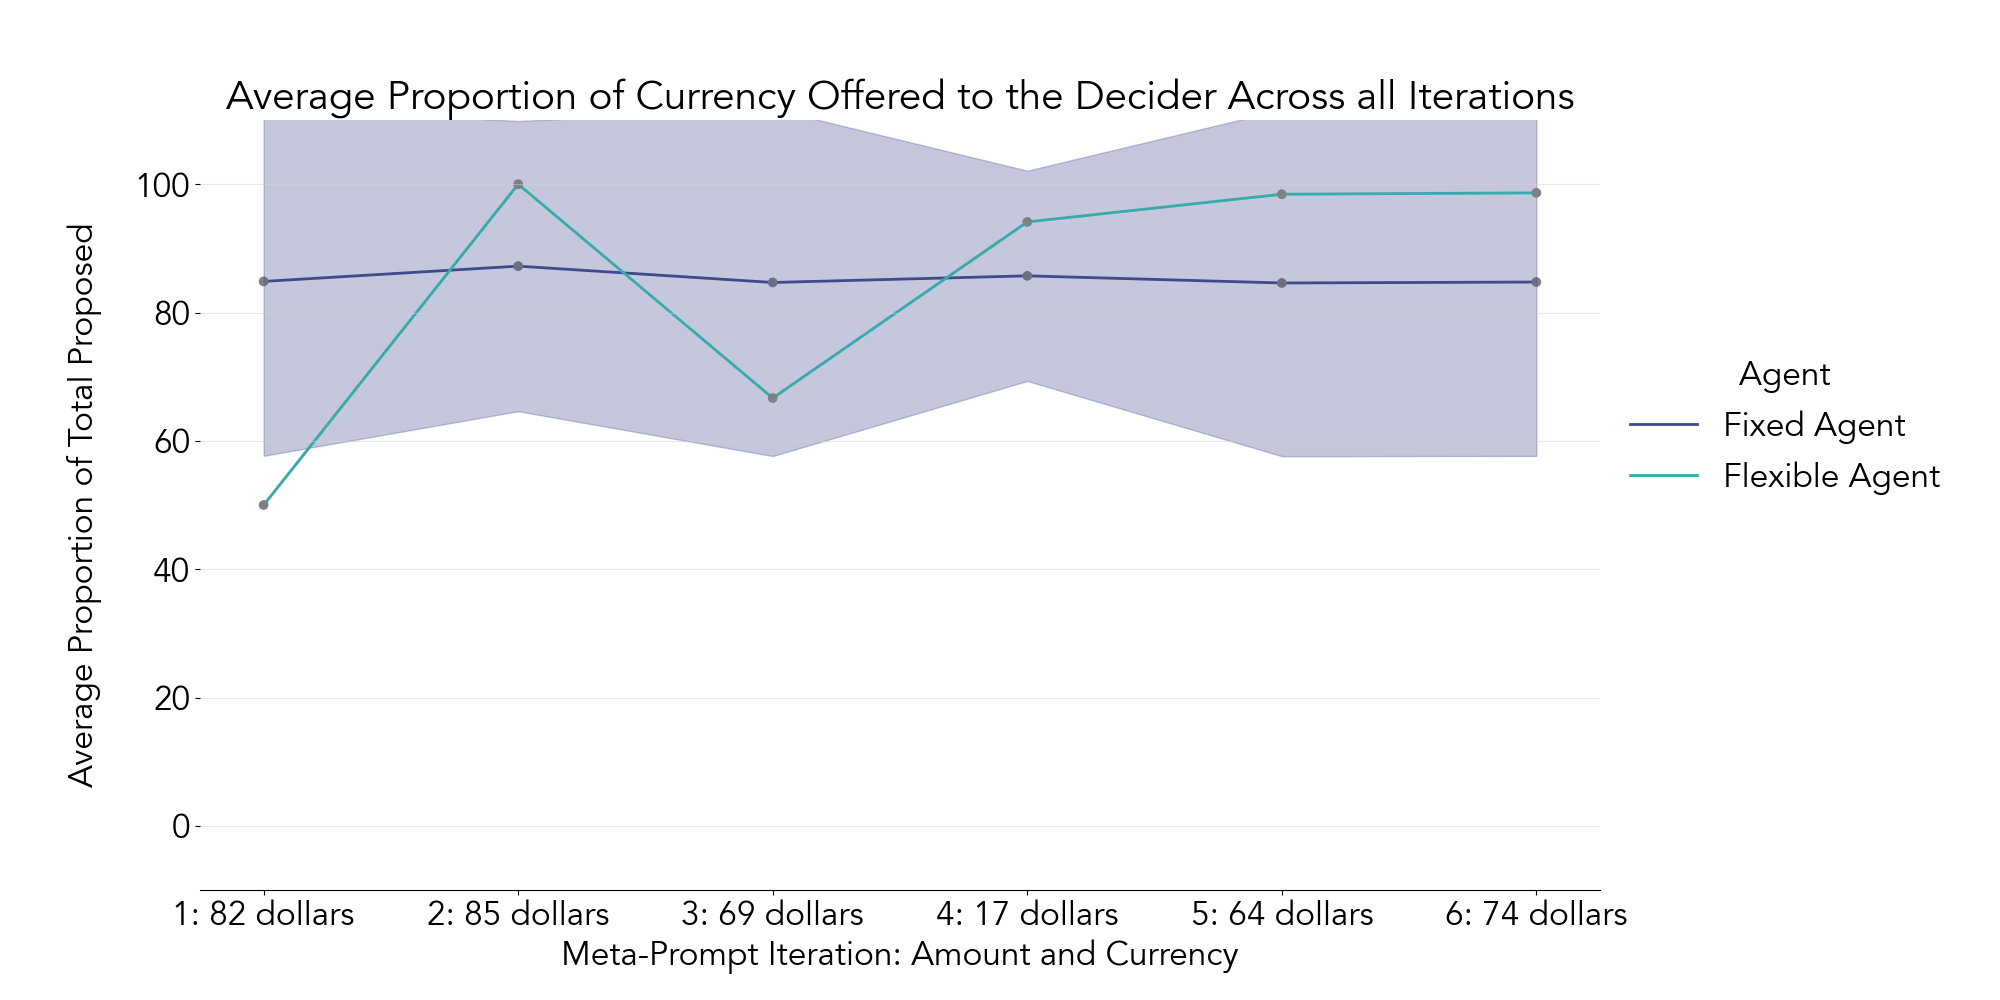 Average Proportion of Currency Offered to the Decider Across all Iterations
Average Proportion of Total Proposed
100
80
60
40
20
0
1: 82 dollars
2: 85 dollars
3: 69 dollars
4: 17 dollars
5: 64 dollars
6: 74 dollars
Meta-Prompt Iteration: Amount and Currency
Agent
Fixed Agent
Flexible Agent